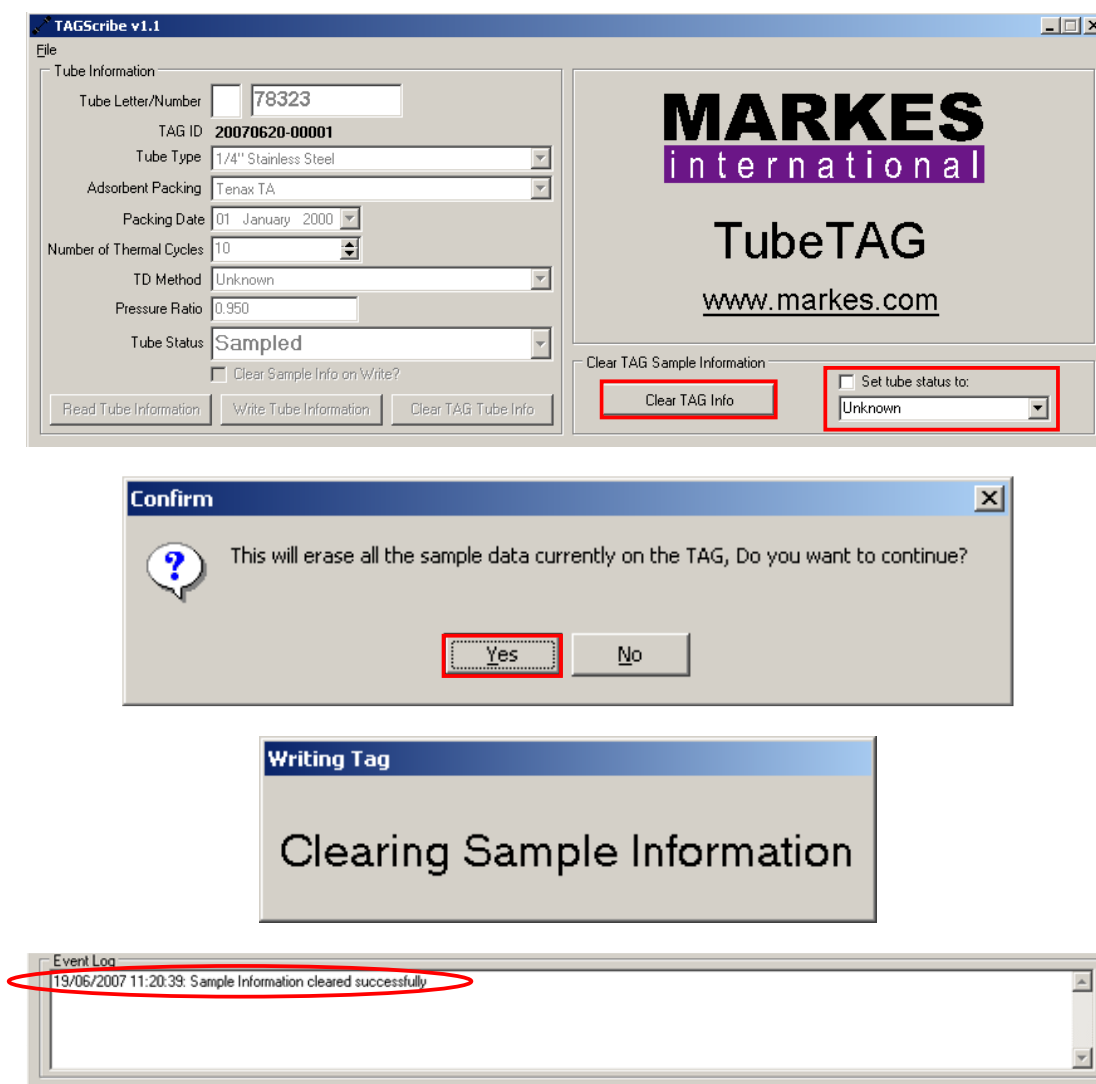 TAGScribe v1.1
File
Tube Information
Tube Letter/Number 78323
TAG ID 20070620-00001
Tube Type 1/4'' Stainless Steel
Adsorbent Packing Tenax TA
Packing Date 01 January 2000
Number of Thermal Cycles 10
TD Method Unknown
Pressure Ratio 0.950
Tube Status Sampled
Clear Sample Info on Write?
Read Tube Information Write Tube Information Clear TAG Tube Info
MARKES
international
TubeTAG
www.markes.com
Clear TAG Sample Information
Clear TAG Info
Set tube status to:
Unknown
Confirm
This will erase all the sample data currently on the TAG, Do you want to continue?
Yes No
Writing Tag
Clearing Sample Information
Event Log
19/06/2007 11:20:39: Sample Information cleared successfully